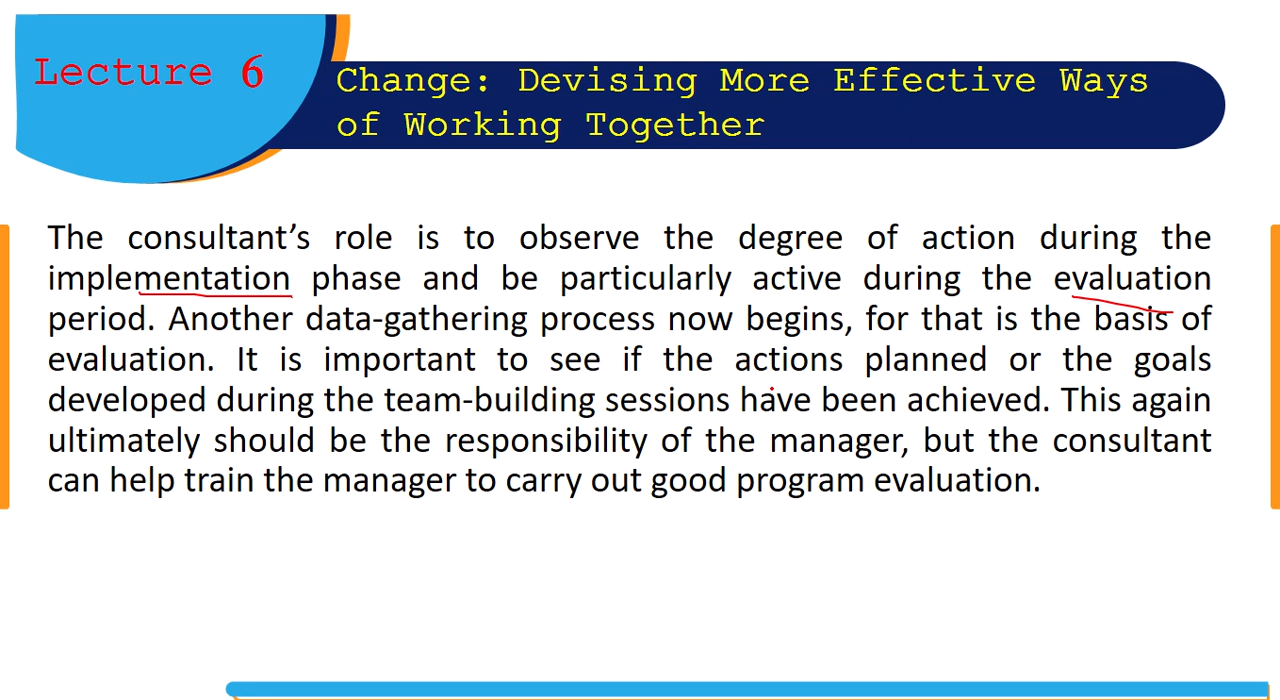 Lecture 6
Change: Devising More Effective Ways
of Working Together
The consultant’s role is to observe the degree of action during the
implementation phase and be particularly active during the evaluation
period. Another data-gathering process now begins, for that is the basis of
evaluation. It is important to see if the actions planned or the goals
developed during the team-building sessions have been achieved. This again
ultimately should be the responsibility of the manager, but the consultant
can help train the manager to carry out good program evaluation.